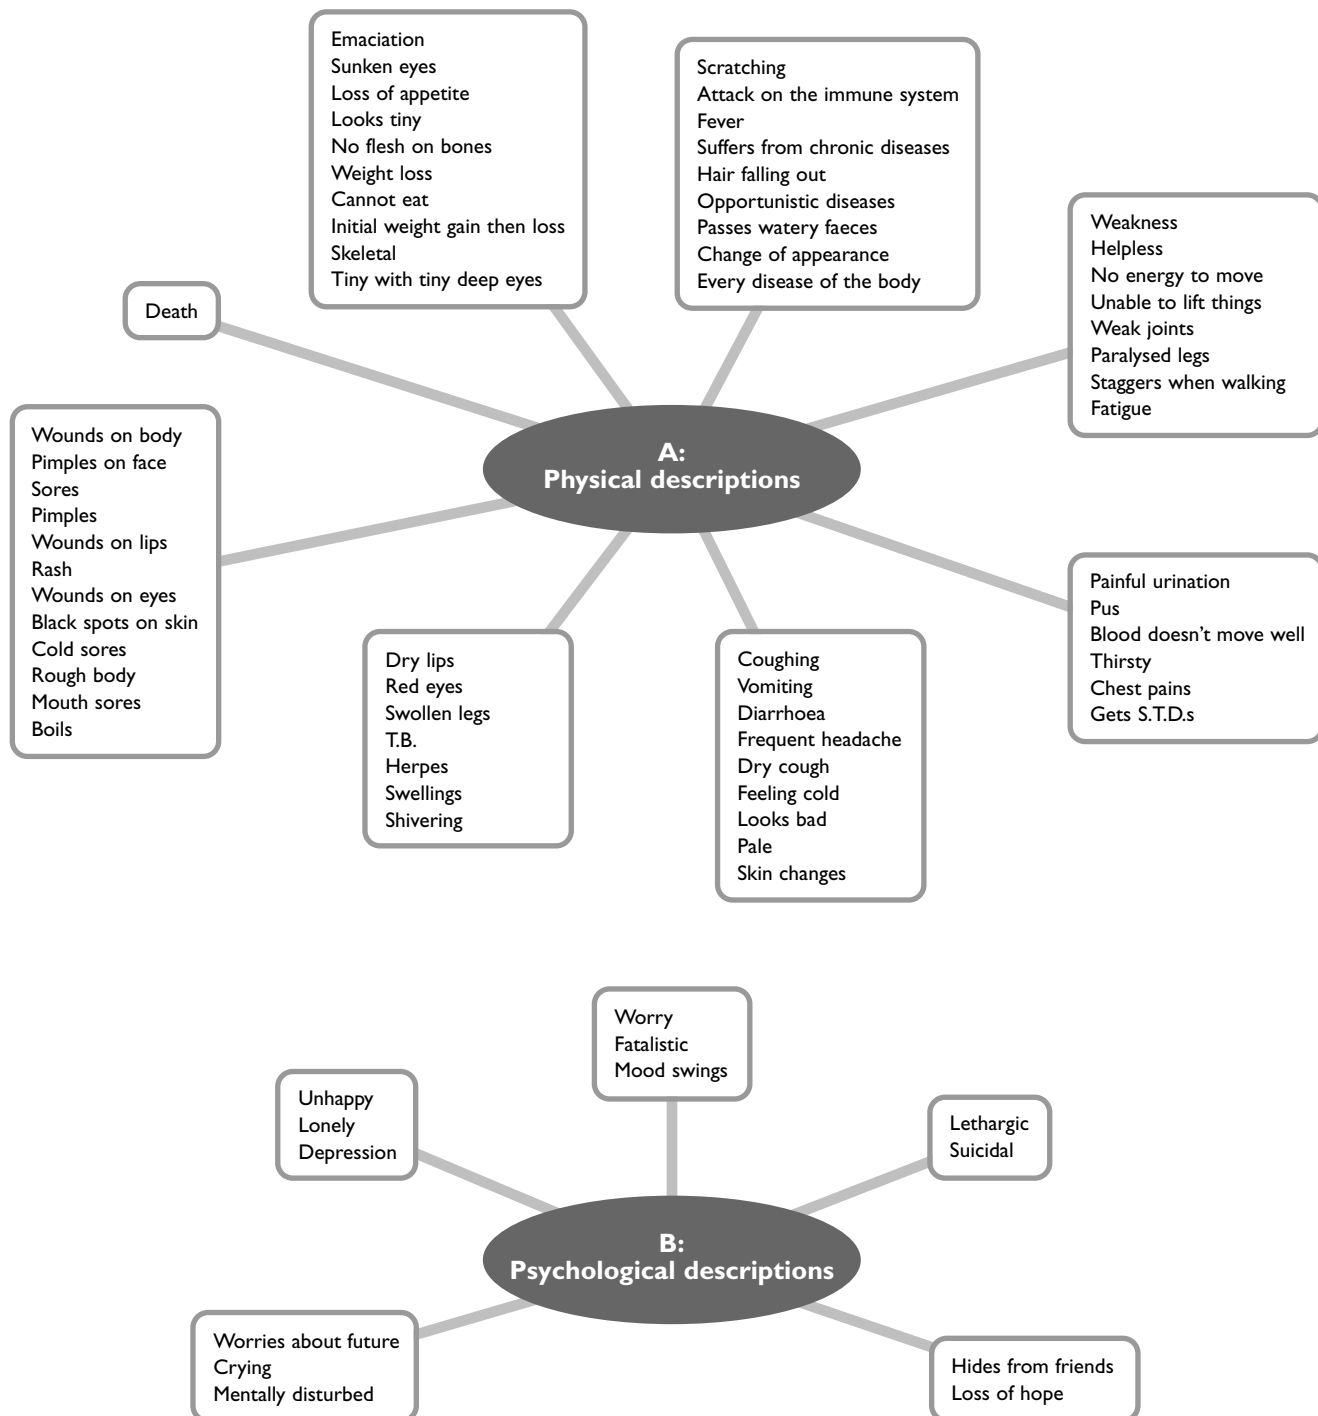 Emaciation
Sunken eyes
Loss of appetite
Looks tiny
No flesh on bones
Weight loss
Cannot eat
Initial weight gain then loss
Skeletal
Tiny with tiny deep eyes
Scratching
Attack on the immune system
Fever
Suffers from chronic diseases
Hair falling out
Opportunistic diseases
Passes watery faeces
Change of appearance
Every disease of the body
Weakness
Helpless
No energy to move
Unable to lift things
Weak joints
Paralysed legs
Staggers when walking
Fatigue
Death
A:
Physical descriptions
Wounds on body
Pimples on face
Sores
Pimples
Wounds on lips
Rash
Wounds on eyes
Black spots on skin
Cold sores
Rough body
Mouth sores
Boils
Dry lips
Red eyes
Swollen legs
T.B.
Herpes
Swellings
Shivering
Coughing
Vomiting
Diarrhoea
Frequent headache
Dry cough
Feeling cold
Looks bad
Pale
Skin changes
Painful urination
Pus
Blood doesn't move well
Thirsty
Chest pains
Gets S.T.D.s
Worry
Fatalistic
Mood swings
Unhappy
Lonely
Depression
Lethargic
Suicidal
B:
Psychological descriptions
Worries about future
Crying
Mentally disturbed
Hides from friends
Loss of hope